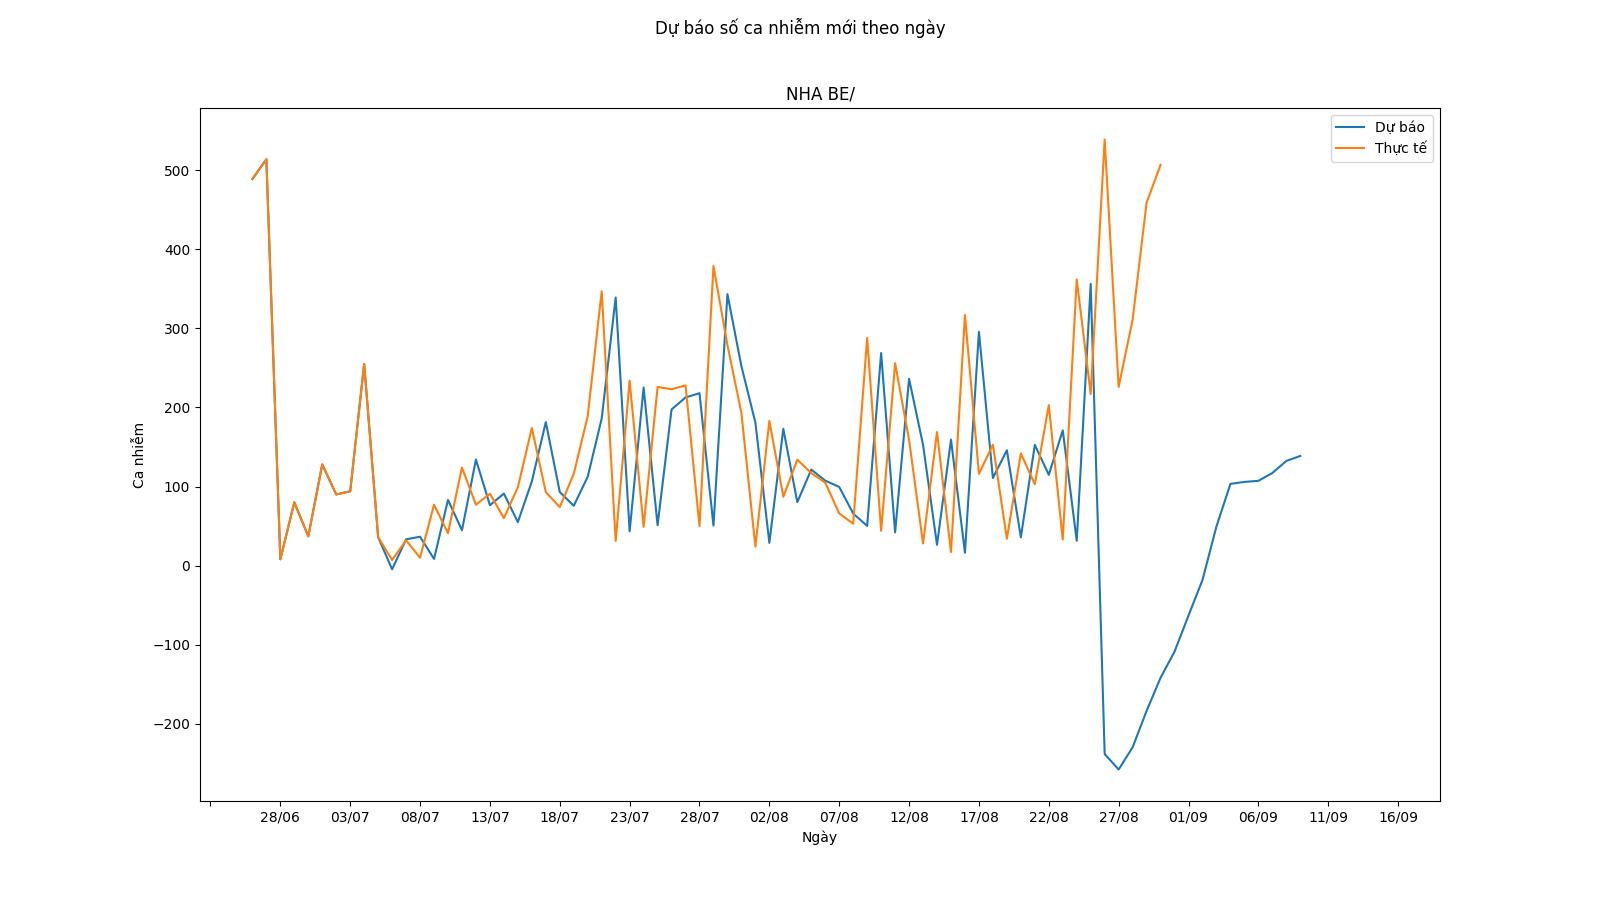 Dự báo số ca nhiễm mới theo ngày
NHA BE/
Dự báo
Thực tế
500
400
300
200
100
0
−100
−200
Ca nhiễm
28/06 03/07 08/07 13/07 18/07 23/07 28/07 02/08 07/08 12/08 17/08 22/08 27/08 01/09 06/09 11/09 16/09
Ngày